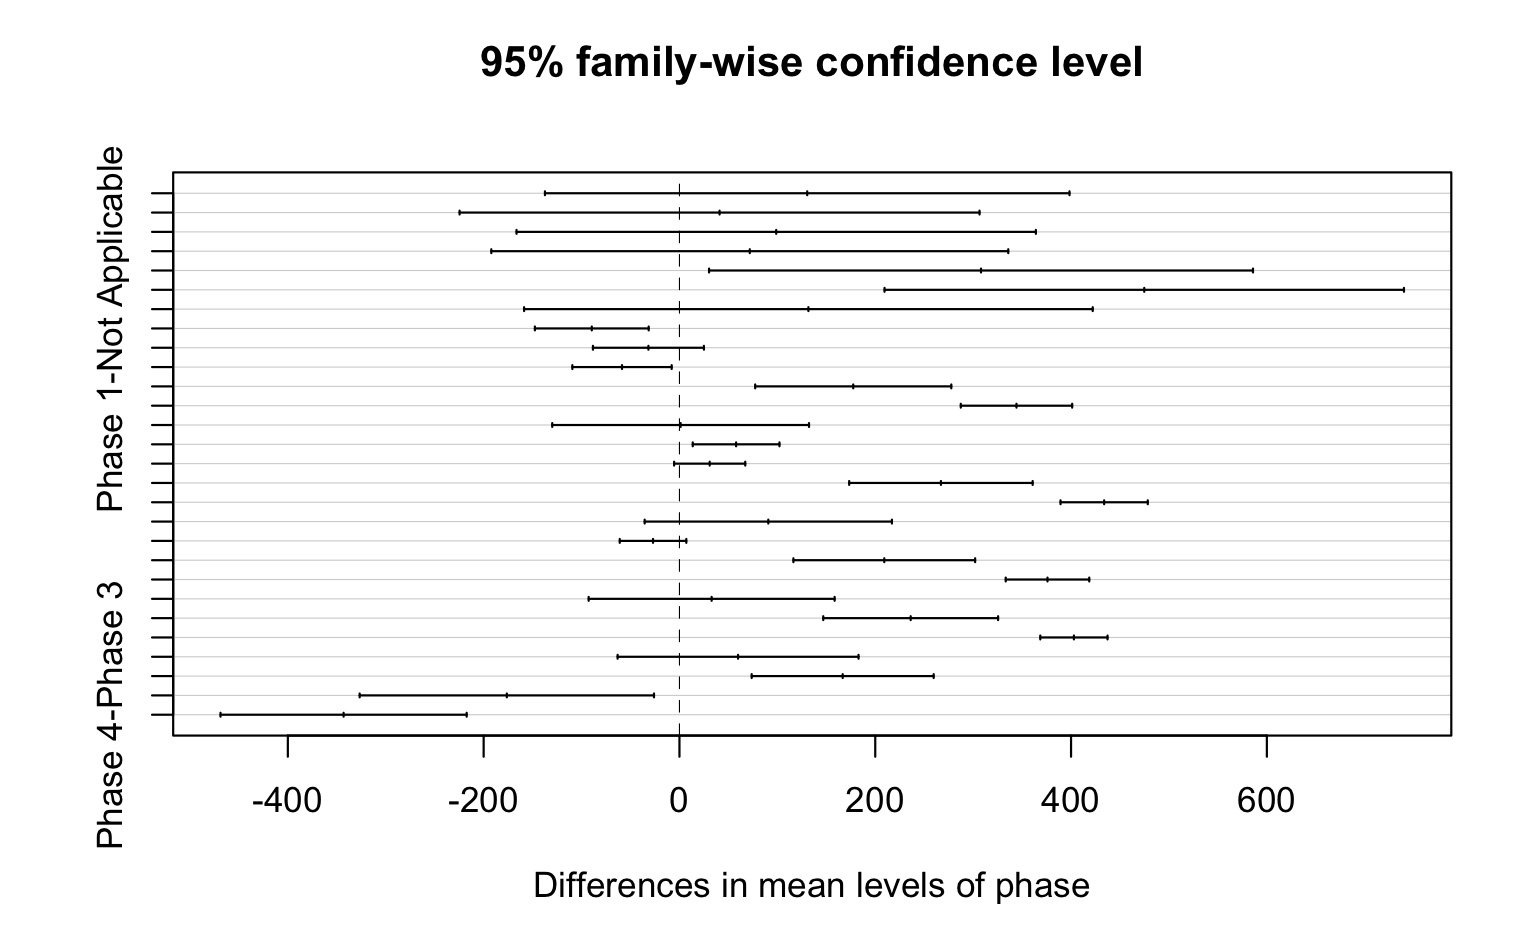 95% family-wise confidence level
Phase 1-Not Applicable
Phase 4-Phase 3
-400 -200 0 200 400 600
Differences in mean levels of phase